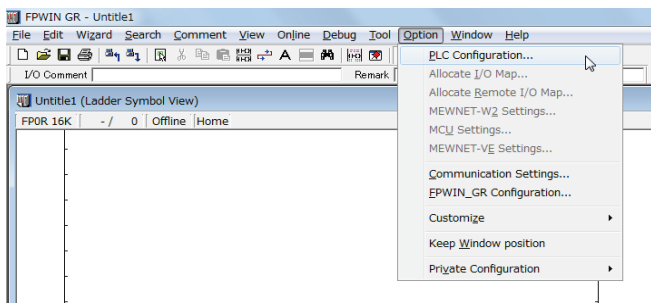 FPWIN GR - Untitle1
File Edit Wizard Search Comment View Online Debug Tool Option Window Help
I/O Comment Remark
PLC Configuration...
Allocate I/O Map...
Allocate Remote I/O Map...
MEWNET-W2 Settings...
MCU Settings...
MEWNET-VE Settings...
Communication Settings...
FPWIN_GR Configuration...
Customize
Keep Window position
Private Configuration
Untitle1 (Ladder Symbol View)
FP0R 16K - / 0 Offline Home